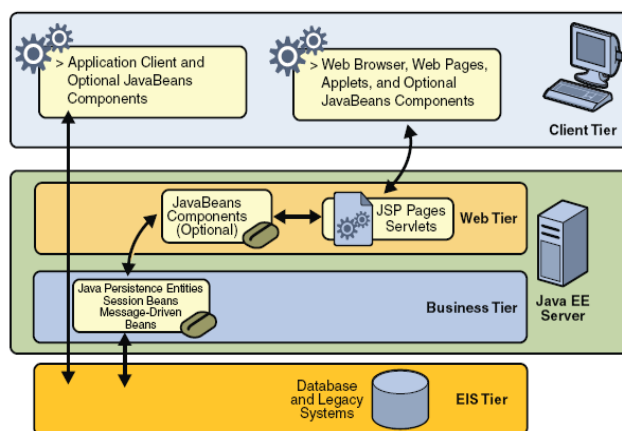 > Application Client and
Optional JavaBeans
Components
> Web Browser, Web Pages,
Applets, and Optional
JavaBeans Components
Client Tier
JavaBeans
Components
(Optional)
JSP Pages
Servlets
Web Tier
Java Persistence Entities
Session Beans
Message-Driven
Beans
Business Tier
Java EE
Server
Database
and Legacy
Systems
EIS Tier